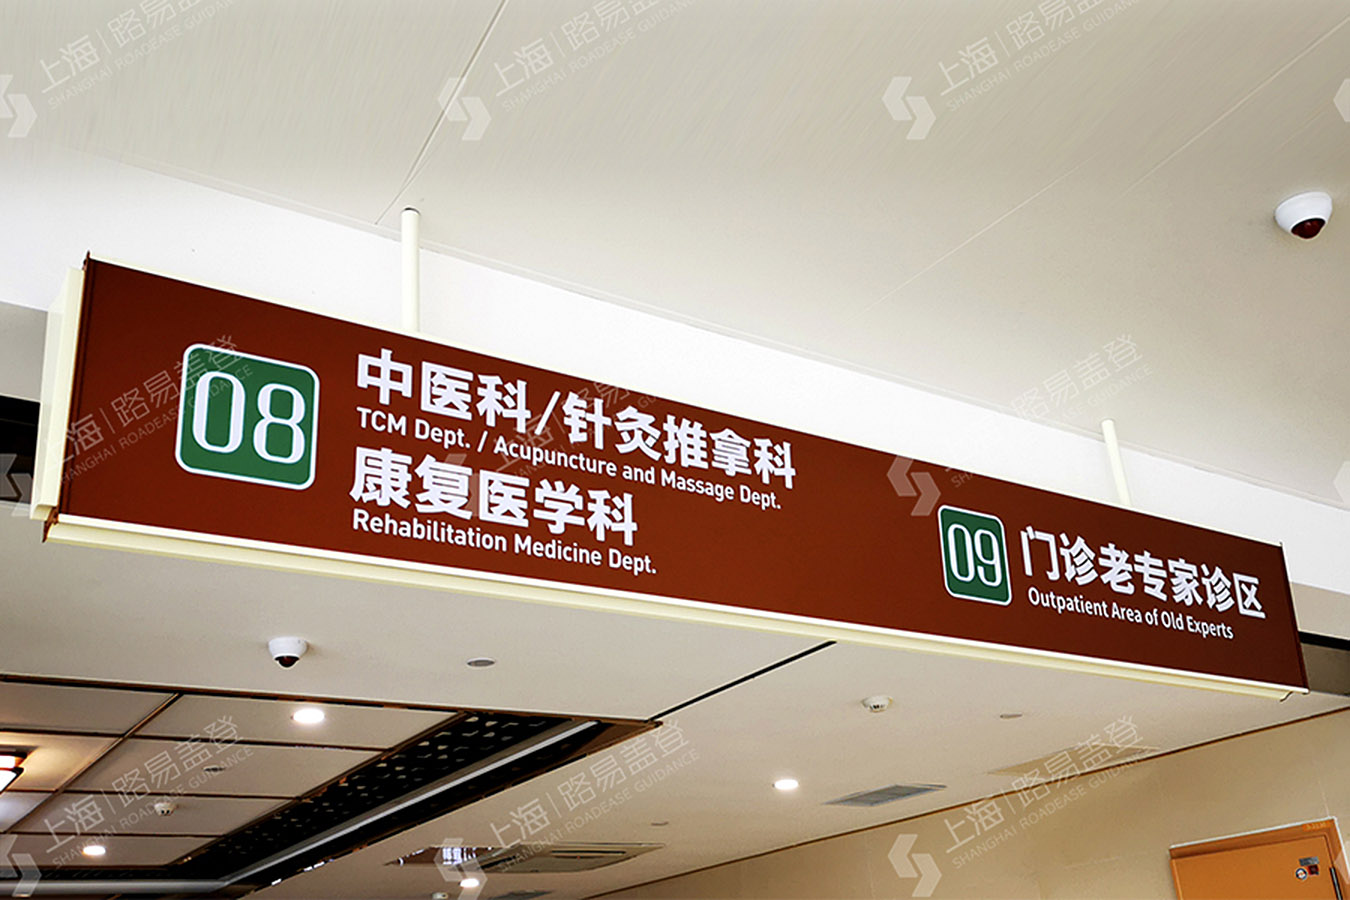 08
中医科/针灸推拿科
TCM Dept. / Acupuncture and Massage Dept.
康复医学科
Rehabilitation Medicine Dept.
09
门诊老专家诊区
Outpatient Area of Old Experts
上海|路易盖登
SHANGHAI ROADEASE GUIDANCE